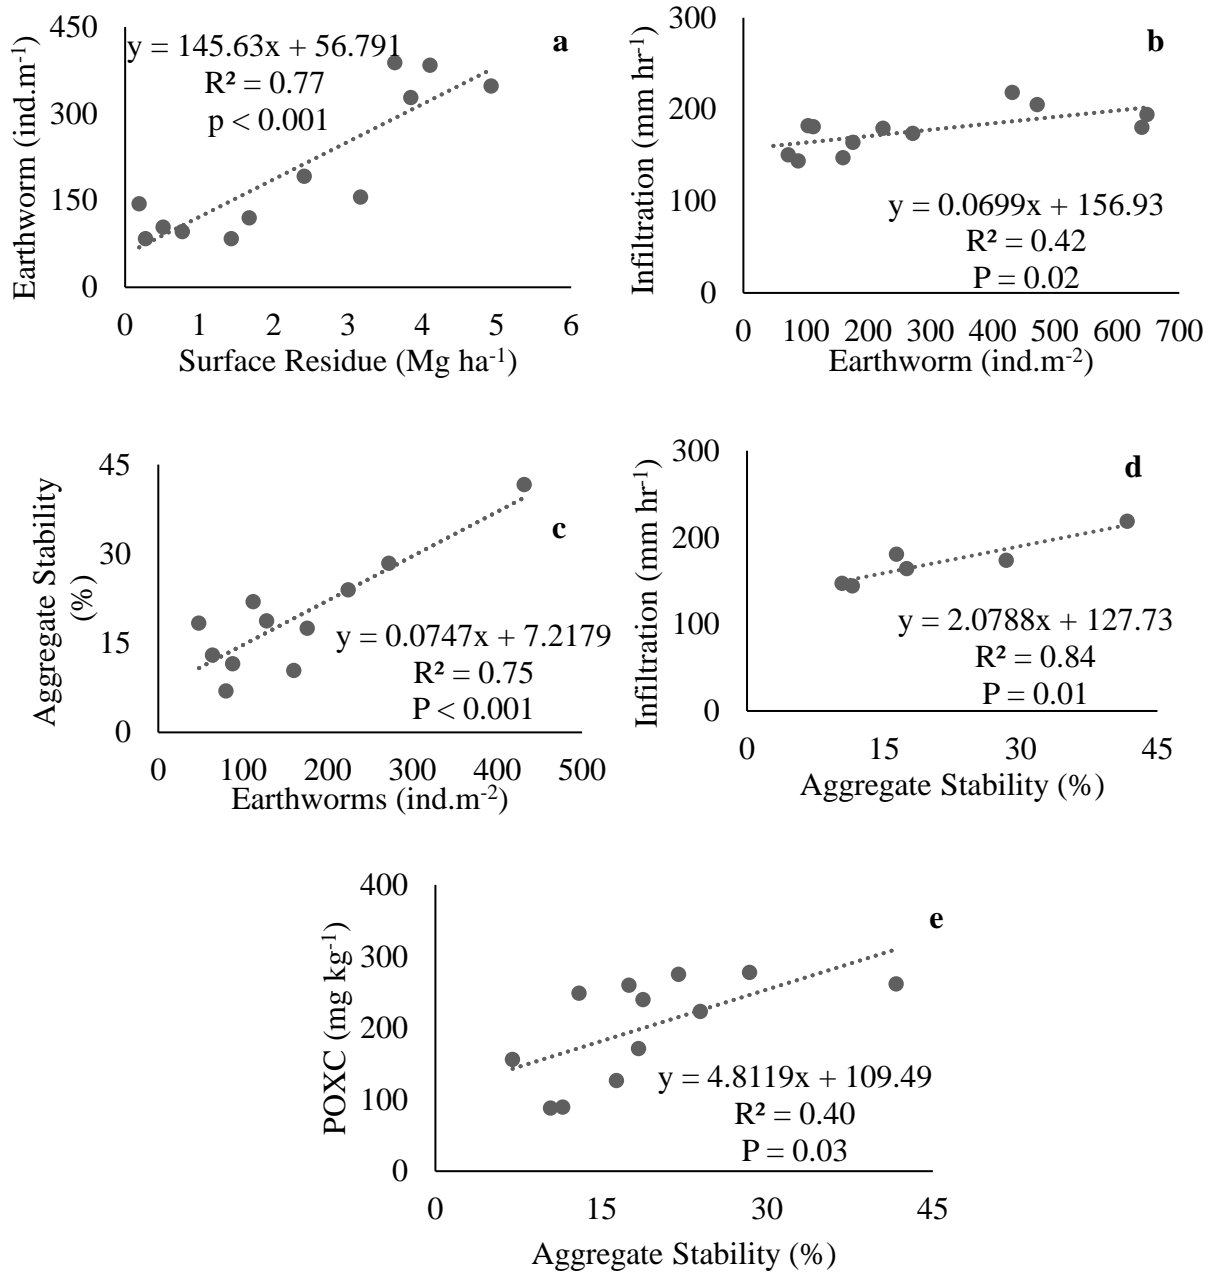 450
300
150
0
Earthworm (ind.m⁻¹)
y = 145.63x + 56.791
R² = 0.77
p < 0.001
a
0 1 2 3 4 5 6
Surface Residue (Mg ha⁻¹)
300
200
100
0
Infiltration (mm hr⁻¹)
b
y = 0.0699x + 156.93
R² = 0.42
P = 0.02
0 100 200 300 400 500 600 700
Earthworm (ind.m⁻²)
45
30
15
0
Aggregate Stability
(%)
c
y = 0.0747x + 7.2179
R² = 0.75
P < 0.001
0 100 200 300 400 500
Earthworms (ind.m⁻²)
300
200
100
0
Infiltration (mm hr⁻¹)
d
y = 2.0788x + 127.73
R² = 0.84
P = 0.01
0 15 30 45
Aggregate Stability (%)
400
300
200
100
0
POXC (mg kg⁻¹)
e
y = 4.8119x + 109.49
R² = 0.40
P = 0.03
0 15 30 45
Aggregate Stability (%)